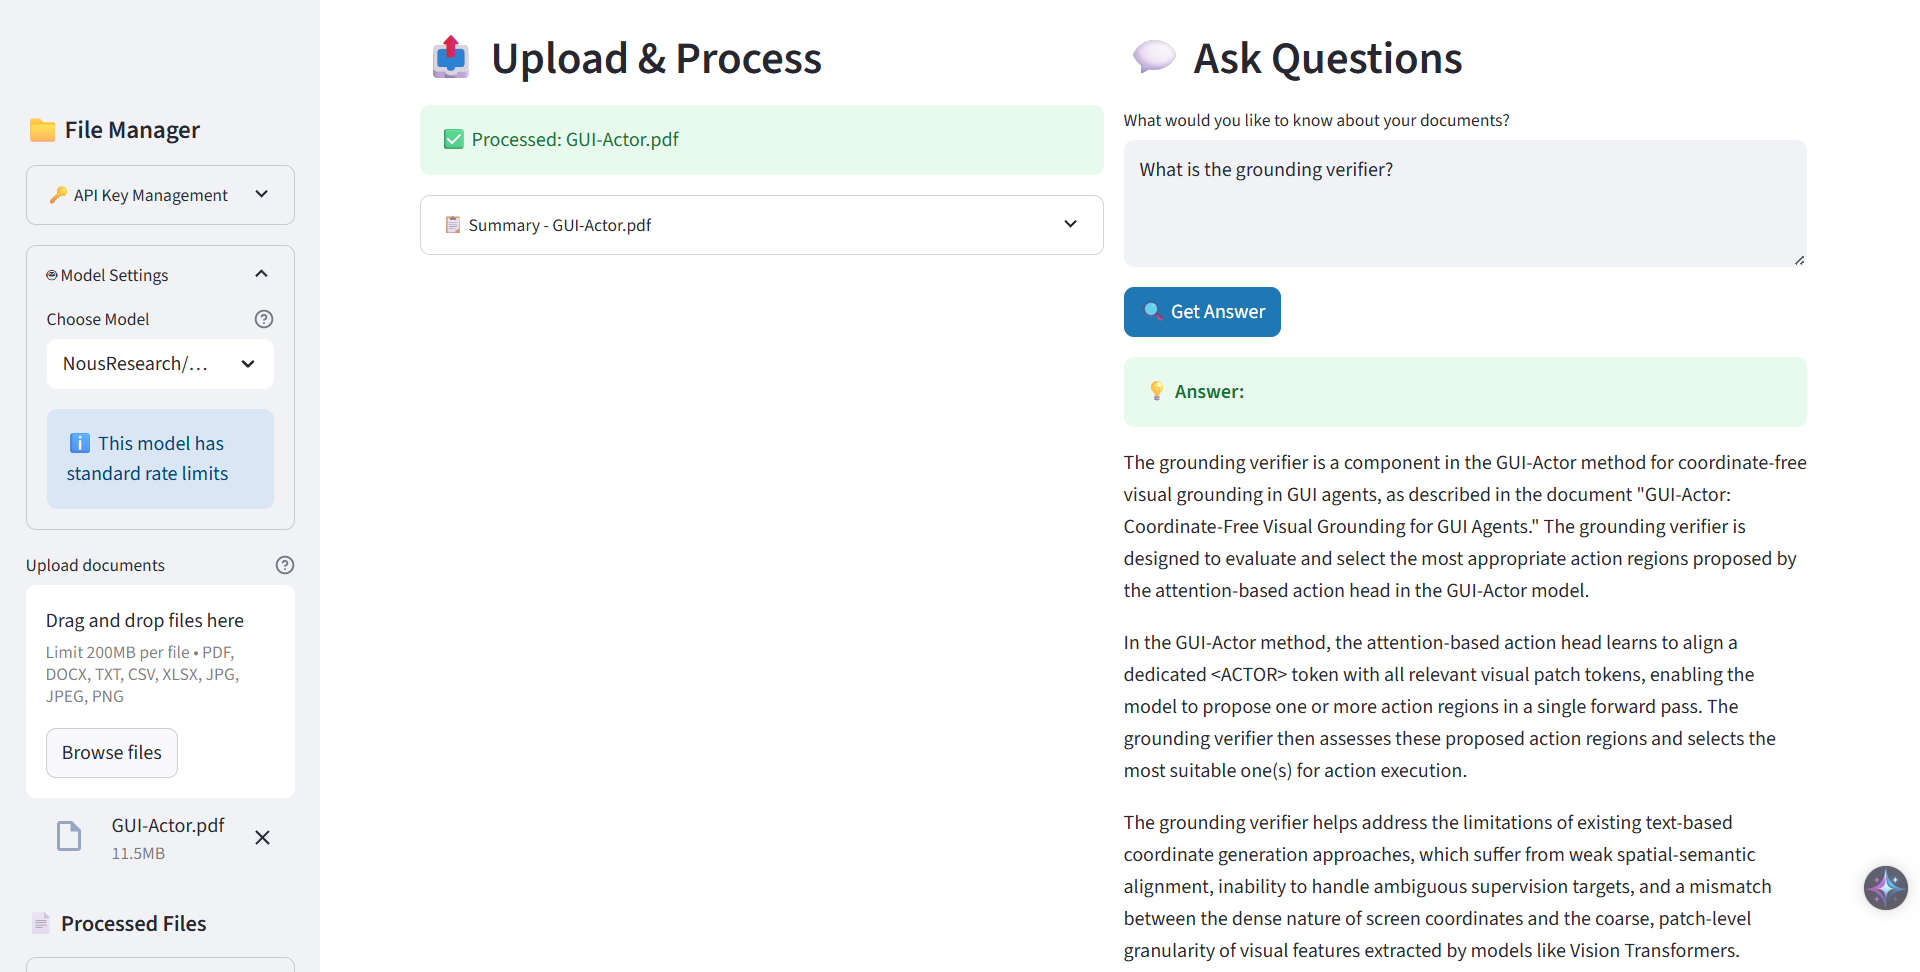 File Manager
API Key Management
Model Settings
Choose Model
NousResearch/...
This model has
standard rate limits
Upload documents
Drag and drop files here
Limit 200MB per file • PDF,
DOCX, TXT, CSV, XLSX, JPG,
JPEG, PNG
Browse files
GUI-Actor.pdf
11.5MB
Processed Files
Upload & Process
Processed: GUI-Actor.pdf
Summary - GUI-Actor.pdf
Ask Questions
What would you like to know about your documents?
What is the grounding verifier?
Get Answer
Answer:
The grounding verifier is a component in the GUI-Actor method for coordinate-free
visual grounding in GUI agents, as described in the document "GUI-Actor:
Coordinate-Free Visual Grounding for GUI Agents." The grounding verifier is
designed to evaluate and select the most appropriate action regions proposed by
the attention-based action head in the GUI-Actor model.
In the GUI-Actor method, the attention-based action head learns to align a
dedicated <ACTOR> token with all relevant visual patch tokens, enabling the
model to propose one or more action regions in a single forward pass. The
grounding verifier then assesses these proposed action regions and selects the
most suitable one(s) for action execution.
The grounding verifier helps address the limitations of existing text-based
coordinate generation approaches, which suffer from weak spatial-semantic
alignment, inability to handle ambiguous supervision targets, and a mismatch
between the dense nature of screen coordinates and the coarse, patch-level
granularity of visual features extracted by models like Vision Transformers.